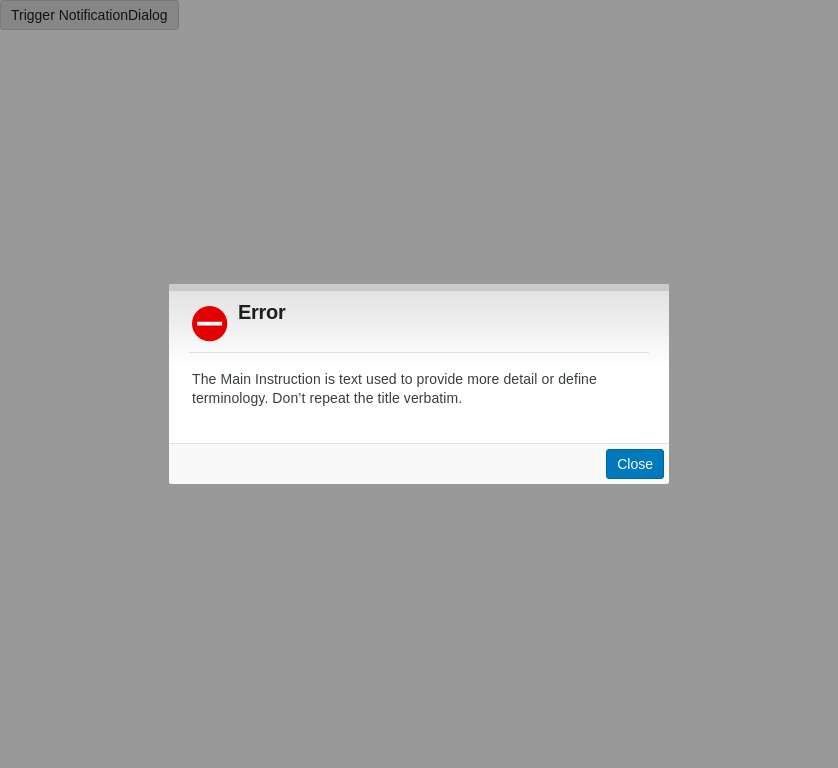 Trigger NotificationDialog
Error
The Main Instruction is text used to provide more detail or define
terminology. Don’t repeat the title verbatim.
Close